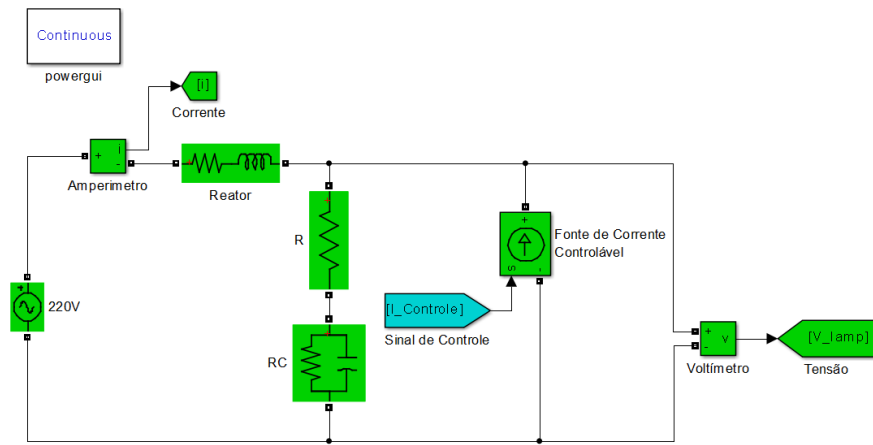 Continuous
powergui
[i]
Corrente
+
i
-
Amperimetro
+
Reator
+
R
+
220V
+
RC
+
s
-
Fonte de Corrente
Controlável
[I_Controle]
Sinal de Controle
+
-
v
Voltímetro
[V_lamp]
Tensão